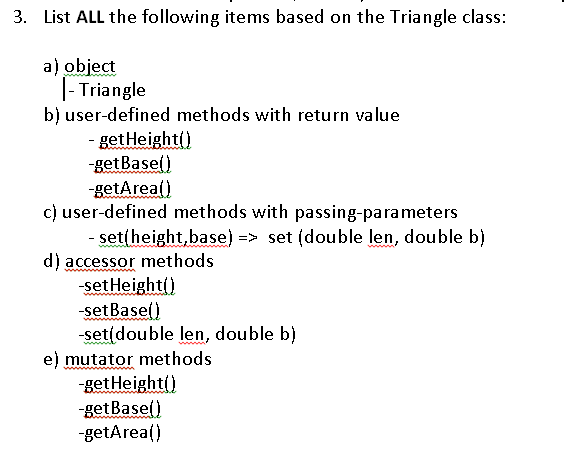 3. List ALL the following items based on the Triangle class:
a) object
- Triangle
b) user-defined methods with return value
- getHeight()
-getBase()
-getArea()
c) user-defined methods with passing-parameters
- set(height,base) => set (double len, double b)
d) accessor methods
-setHeight()
-setBase()
-set(double len, double b)
e) mutator methods
-getHeight()
-getBase()
-getArea()